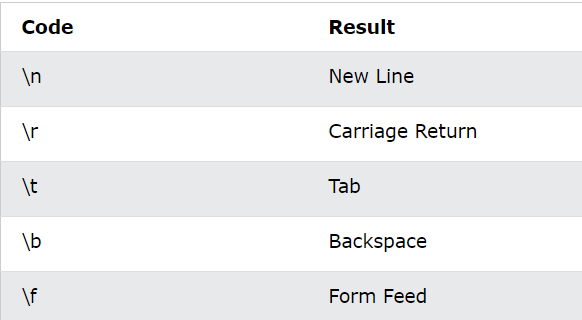 Code Result
\n New Line
\r Carriage Return
\t Tab
\b Backspace
\f Form Feed